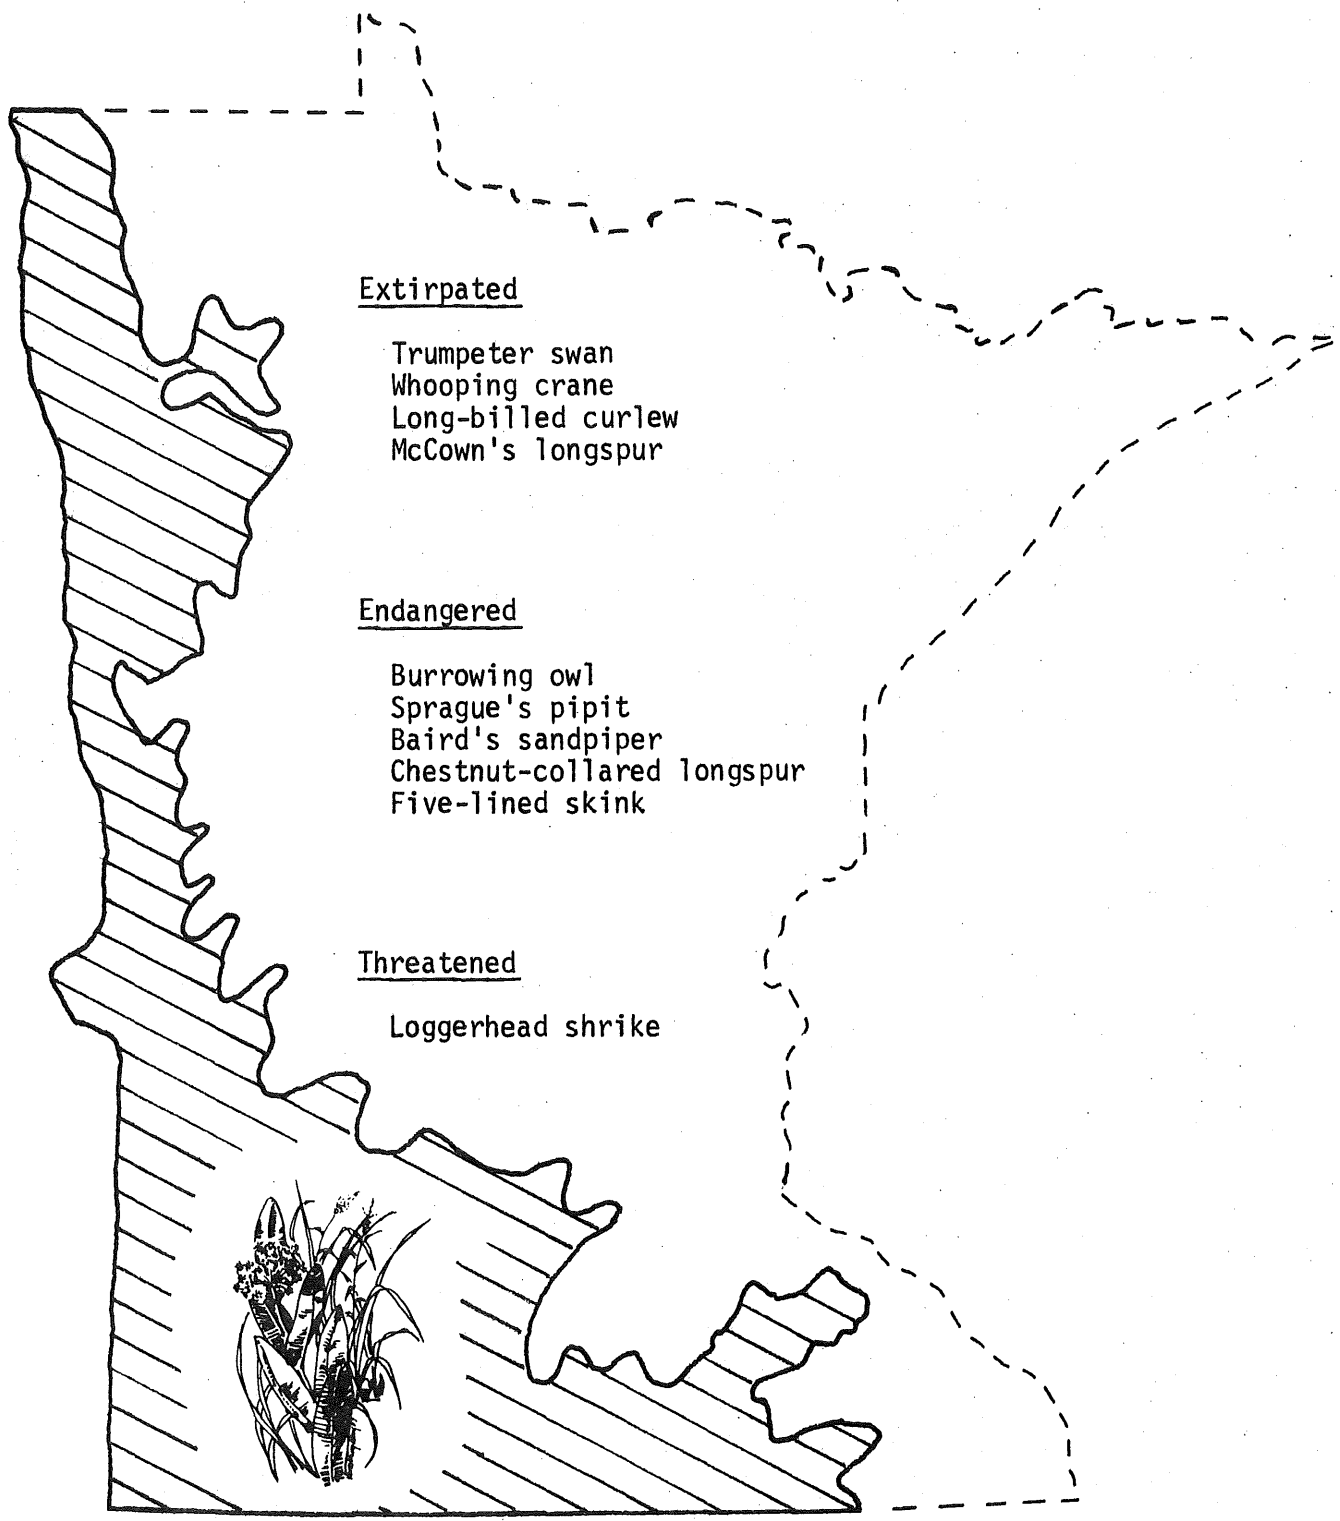 Extirpated
Trumpeter swan
Whooping crane
Long-billed curlew
McCown's longspur
Endangered
Burrowing owl
Sprague's pipit
Baird's sandpiper
Chestnut-collared longspur
Five-lined skink
Threatened
Loggerhead shrike